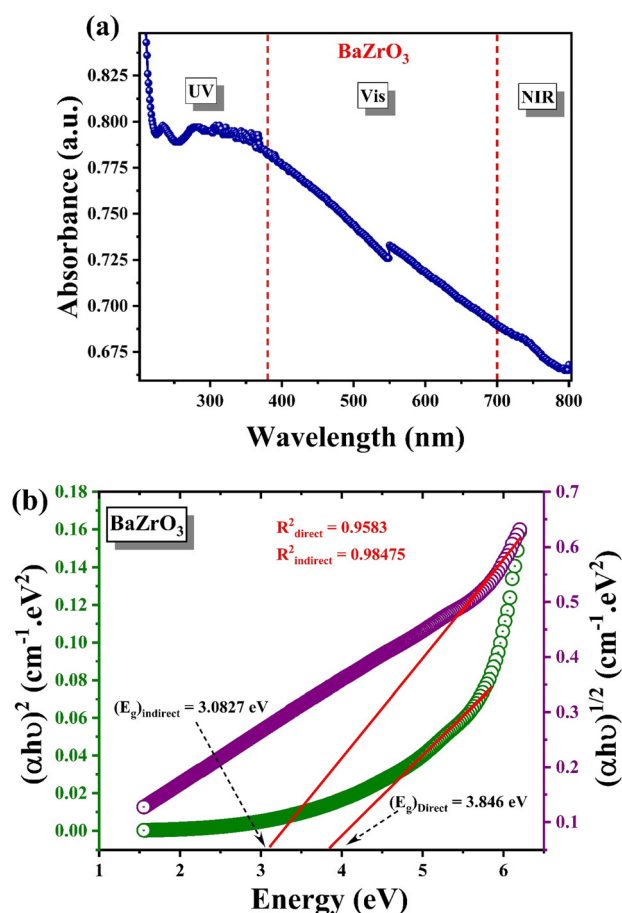 (a)
BaZrO₃
UV
Vis
NIR
0.825
0.800
0.775
0.750
0.725
0.700
0.675
Absorbance (a.u.)
300 400 500 600 700 800
Wavelength (nm)
(b)
BaZrO₃
R²direct = 0.9583
R²indirect = 0.98475
(Eg)indirect = 3.0827 eV
(Eg)Direct = 3.846 eV
0.18
0.16
0.14
0.12
0.10
0.08
0.06
0.04
0.02
0.00
(αhυ)² (cm⁻¹.eV²)
0.7
0.6
0.5
0.4
0.3
0.2
0.1
(αhυ)¹/² (cm⁻¹.eV²)
1 2 3 4 5 6
Energy (eV)